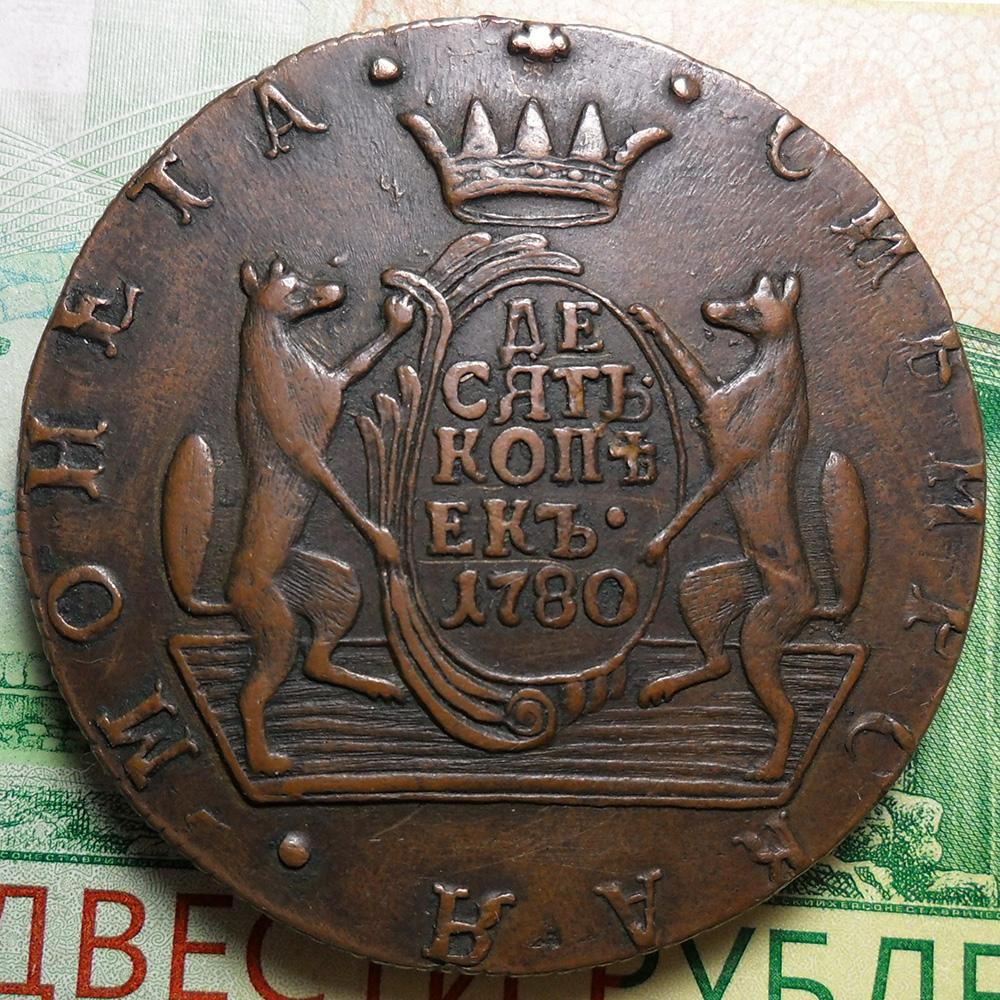 СИБИРСКАЯ · МОНЕТА ·
ДЕ
СЯТЬ
КОПѢ
ЕКЪ·
1780
ДВЕСТИ РУБЛЕ